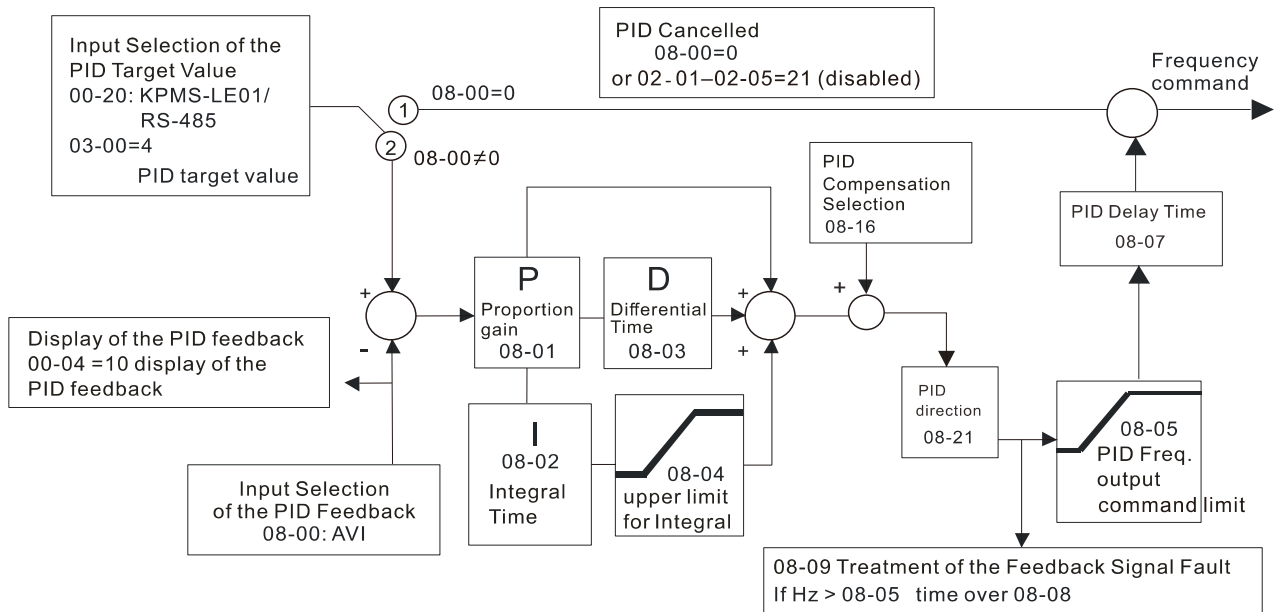 Input Selection of the
PID Target Value
00-20: KPMS-LE01/
RS-485
03-00=4
PID target value
PID Cancelled
08-00=0
or 02-01–02-05=21 (disabled)
Frequency
command
1
08-00=0
2
08-00≠0
PID
Compensation
Selection
08-16
PID Delay Time
08-07
+
-
P
Proportion
gain
08-01
D
Differential
Time
08-03
+
+
+
Display of the PID feedback
00-04 =10 display of the
PID feedback
PID
direction
08-21
08-05
PID Freq.
output
command limit
I
08-02
Integral
Time
08-04
upper limit
for Integral
Input Selection
of the PID Feedback
08-00: AVI
08-09 Treatment of the Feedback Signal Fault
If Hz > 08-05 time over 08-08